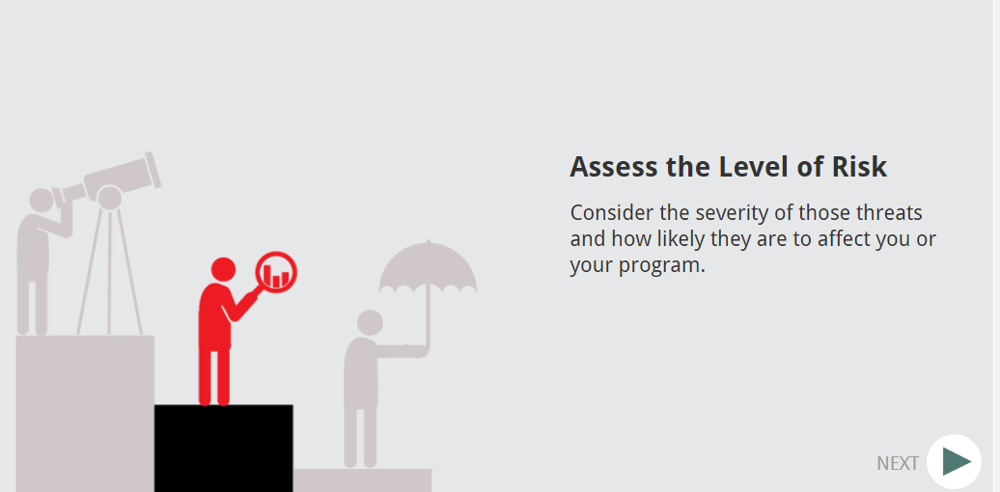 Assess the Level of Risk
Consider the severity of those threats
and how likely they are to affect you or
your program.
NEXT